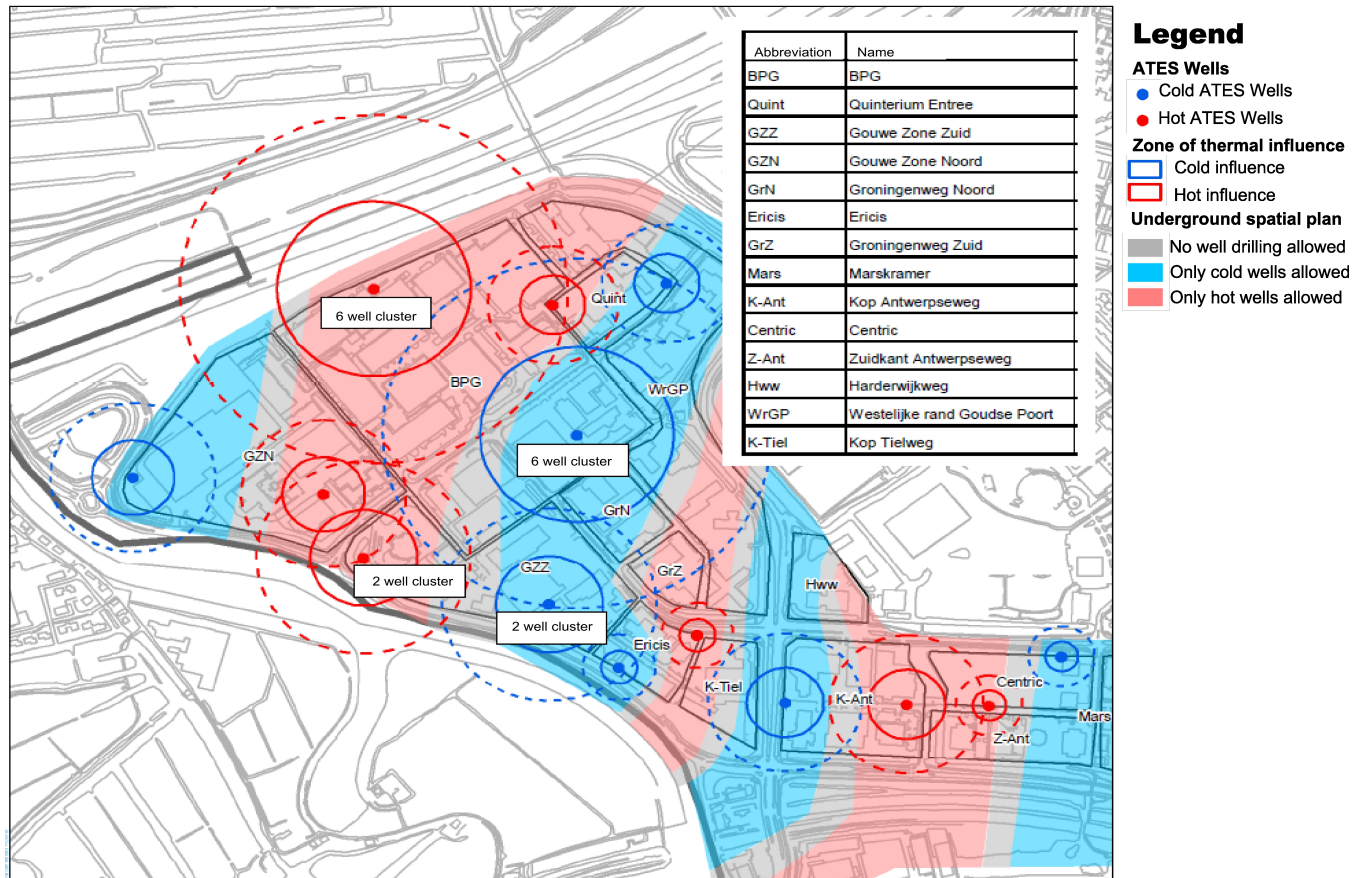 Abbreviation Name
BPG BPG
Quint Quinterium Entree
GZZ Gouwe Zone Zuid
GZN Gouwe Zone Noord
GrN Groningenweg Noord
Ericis Ericis
GrZ Groningenweg Zuid
Mars Marskramer
K-Ant Kop Antwerpseweg
Centric Centric
Z-Ant Zuidkant Antwerpseweg
Hww Harderwijkweg
WrGP Westelijke rand Goudse Poort
K-Tiel Kop Tielweg
Legend
ATES Wells
Cold ATES Wells
Hot ATES Wells
Zone of thermal influence
Cold influence
Hot influence
Underground spatial plan
No well drilling allowed
Only cold wells allowed
Only hot wells allowed
Quint
6 well cluster
BPG
WrGP
GZN
6 well cluster
GrN
GZZ
GrZ
2 well cluster
Hww
2 well cluster
Ericis
K-Tiel
K-Ant
Centric
Mars
Z-Ant